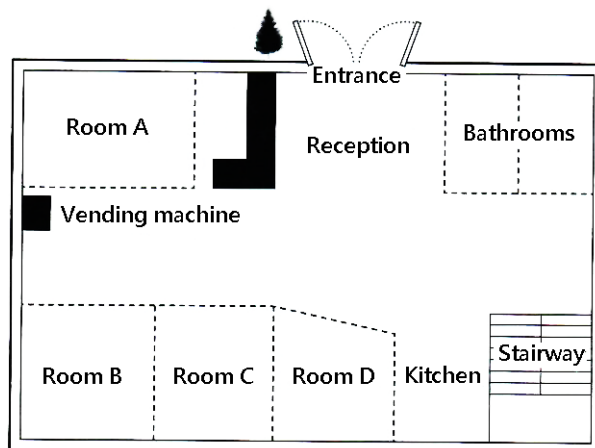 Entrance
Room A
Reception
Bathrooms
Vending machine
Stairway
Room B
Room C
Room D
Kitchen